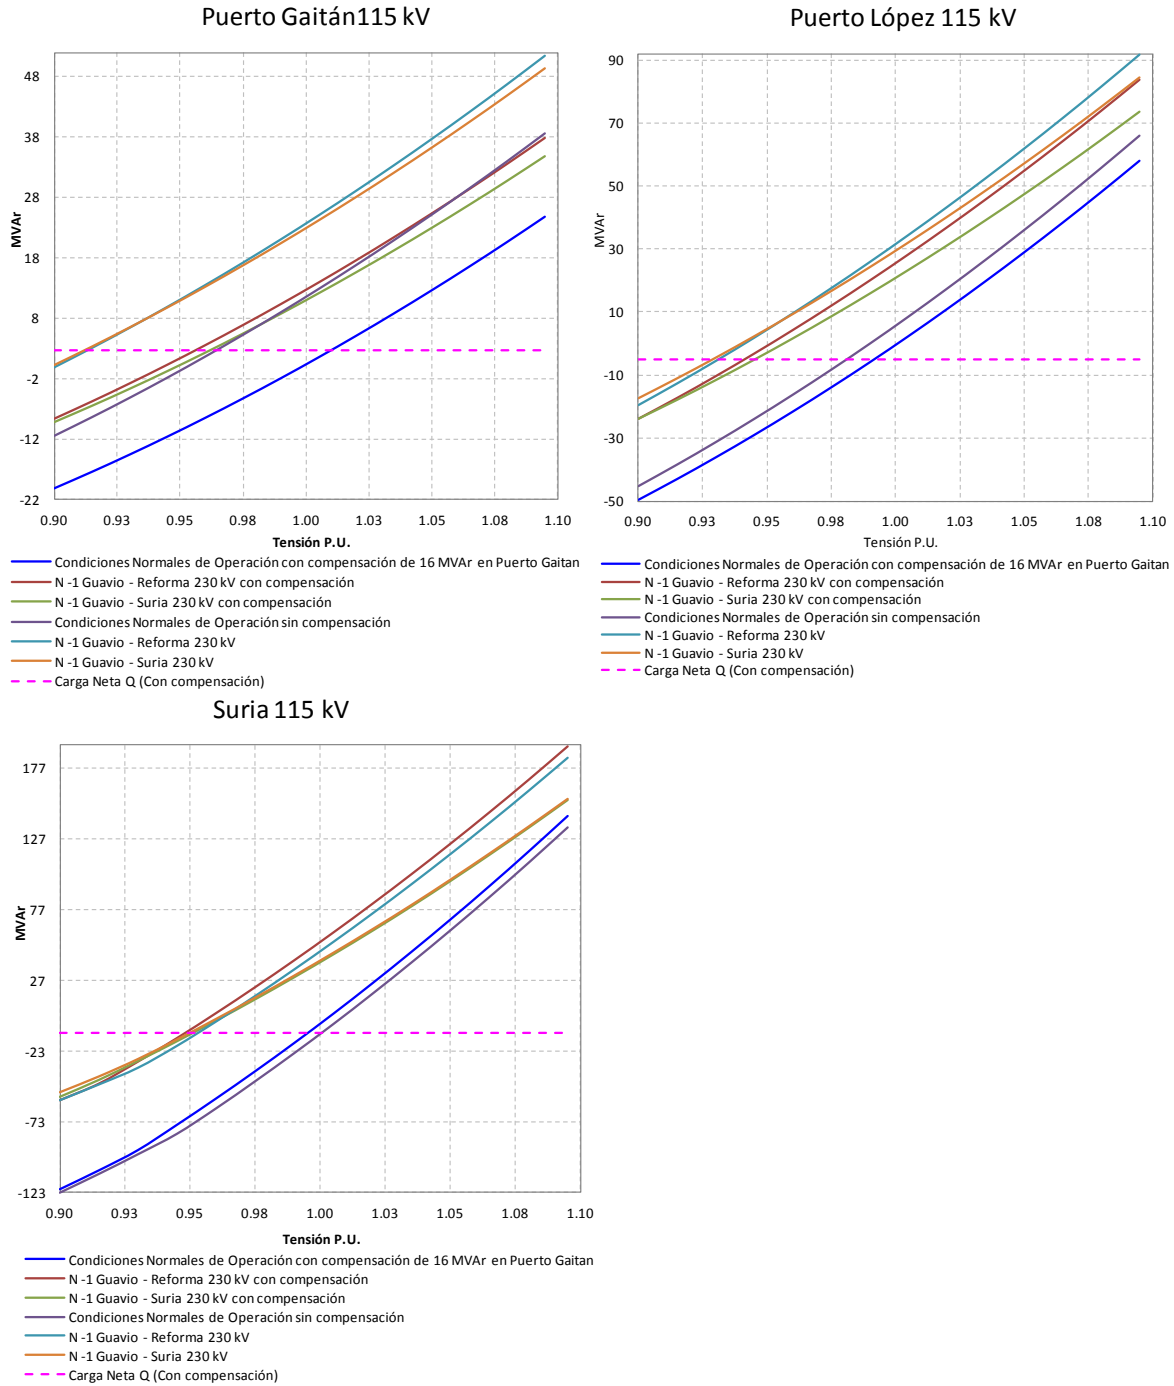 Puerto Gaitán115 kV
MVAr
48
38
28
18
8
-2
-12
-22
0.90 0.93 0.95 0.98 1.00 1.03 1.05 1.08 1.10
Tensión P.U.
Condiciones Normales de Operación con compensación de 16 MVAr en Puerto Gaitan
N -1 Guavio - Reforma 230 kV con compensación
N -1 Guavio - Suria 230 kV con compensación
Condiciones Normales de Operación sin compensación
N -1 Guavio - Reforma 230 kV
N -1 Guavio - Suria 230 kV
Carga Neta Q (Con compensación)
Puerto López 115 kV
MVAr
90
70
50
30
10
-10
-30
-50
0.90 0.93 0.95 0.98 1.00 1.03 1.05 1.08 1.10
Tensión P.U.
Condiciones Normales de Operación con compensación de 16 MVAr en Puerto Gaitan
N -1 Guavio - Reforma 230 kV con compensación
N -1 Guavio - Suria 230 kV con compensación
Condiciones Normales de Operación sin compensación
N -1 Guavio - Reforma 230 kV
N -1 Guavio - Suria 230 kV
Carga Neta Q (Con compensación)
Suria 115 kV
MVAr
177
127
77
27
-23
-73
-123
0.90 0.93 0.95 0.98 1.00 1.03 1.05 1.08 1.10
Tensión P.U.
Condiciones Normales de Operación con compensación de 16 MVAr en Puerto Gaitan
N -1 Guavio - Reforma 230 kV con compensación
N -1 Guavio - Suria 230 kV con compensación
Condiciones Normales de Operación sin compensación
N -1 Guavio - Reforma 230 kV
N -1 Guavio - Suria 230 kV
Carga Neta Q (Con compensación)